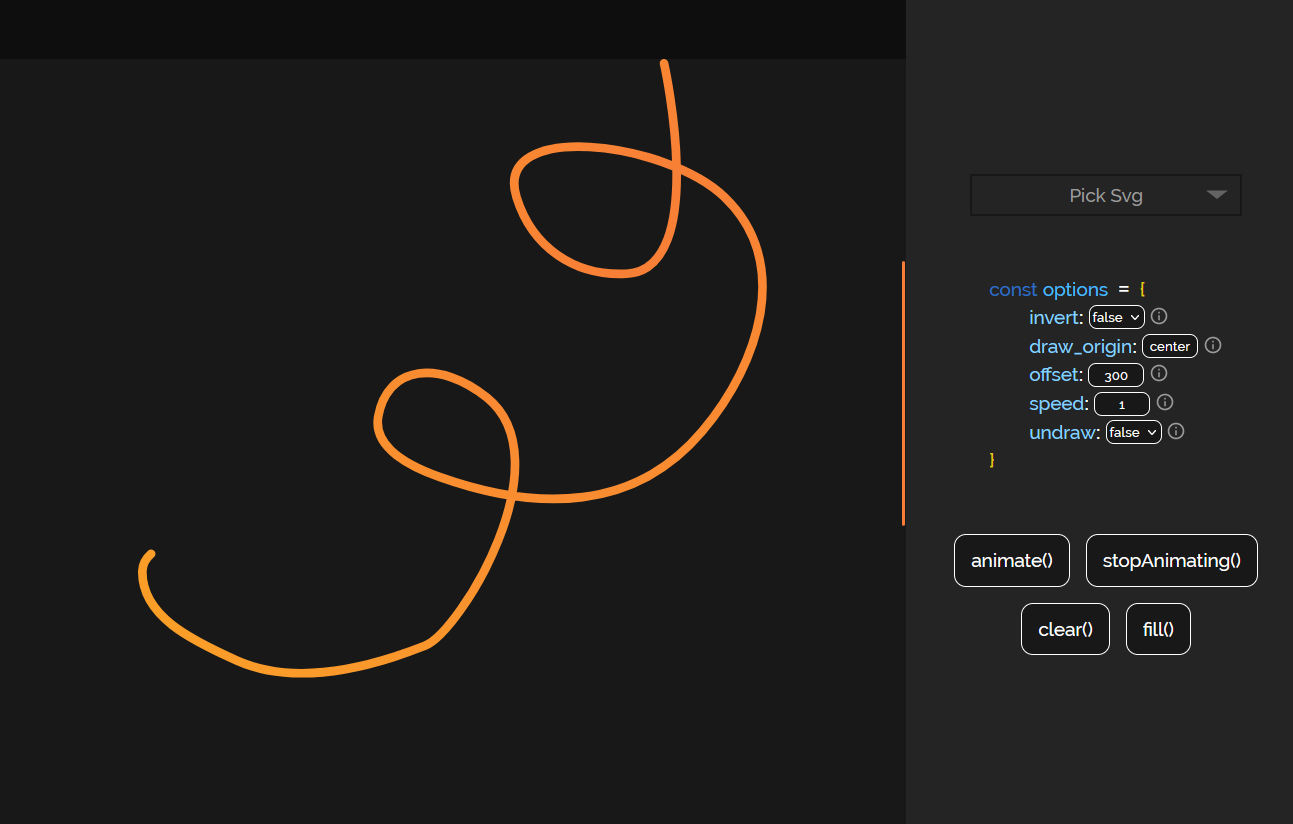 Pick Svg
const options = {
invert: false
draw_origin: center
offset: 300
speed: 1
undraw: false
}
animate() stopAnimating()
clear() fill()